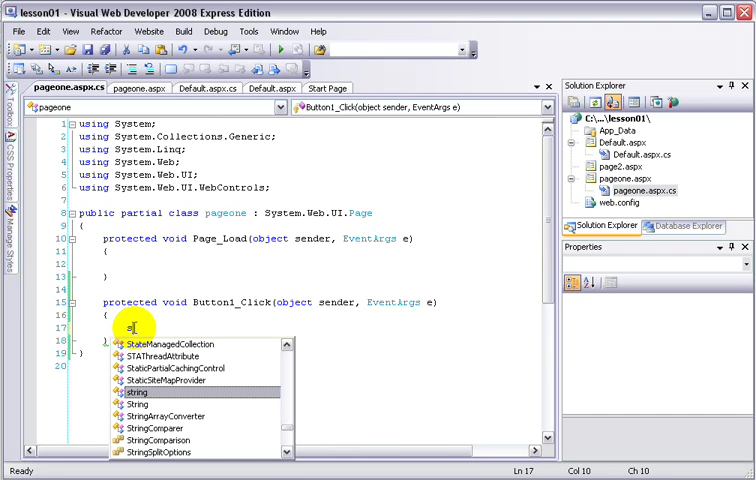 lesson01 - Visual Web Developer 2008 Express Edition
File Edit View Refactor Website Build Debug Tools Window Help
pageone.aspx.cs pageone.aspx Default.aspx.cs Default.aspx Start Page
pageone
Button1_Click(object sender, EventArgs e)
Toolbox
CSS Properties
Manage Styles
1 using System;
2 using System.Collections.Generic;
3 using System.Linq;
4 using System.Web;
5 using System.Web.UI;
6 using System.Web.UI.WebControls;
7
8 public partial class pageone : System.Web.UI.Page
9 {
10 protected void Page_Load(object sender, EventArgs e)
11 {
12
13 }
14
15 protected void Button1_Click(object sender, EventArgs e)
16 {
17 s
18 }
19 }
20
StateManagedCollection
STAThreadAttribute
StaticPartialCachingControl
StaticSiteMapProvider
string
String
StringArrayConverter
StringComparer
StringComparison
StringSplitOptions
Solution Explorer
C:\...\lesson01\
App_Data
Default.aspx
Default.aspx.cs
page2.aspx
pageone.aspx
pageone.aspx.cs
web.config
Solution Explorer Database Explorer
Properties
Ready
Ln 17 Col 10 Ch 10